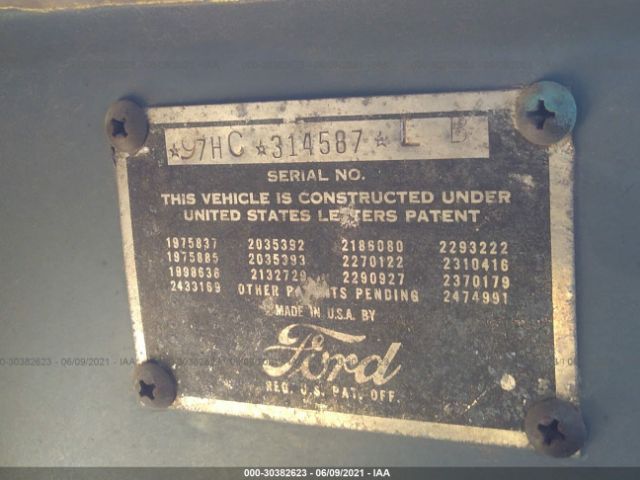 ★97HC★314587★ L B
SERIAL NO.
THIS VEHICLE IS CONSTRUCTED UNDER
UNITED STATES LETTERS PATENT
1975837 2035392 2186080 2293222
1975885 2035393 2270122 2310416
1998638 2132729 2290927 2370179
2433169 OTHER PATENTS PENDING 2474991
MADE IN U.S.A. BY
Ford
REG. U.S. PAT. OFF.
000-30382623 - 06/09/2021 - IAA